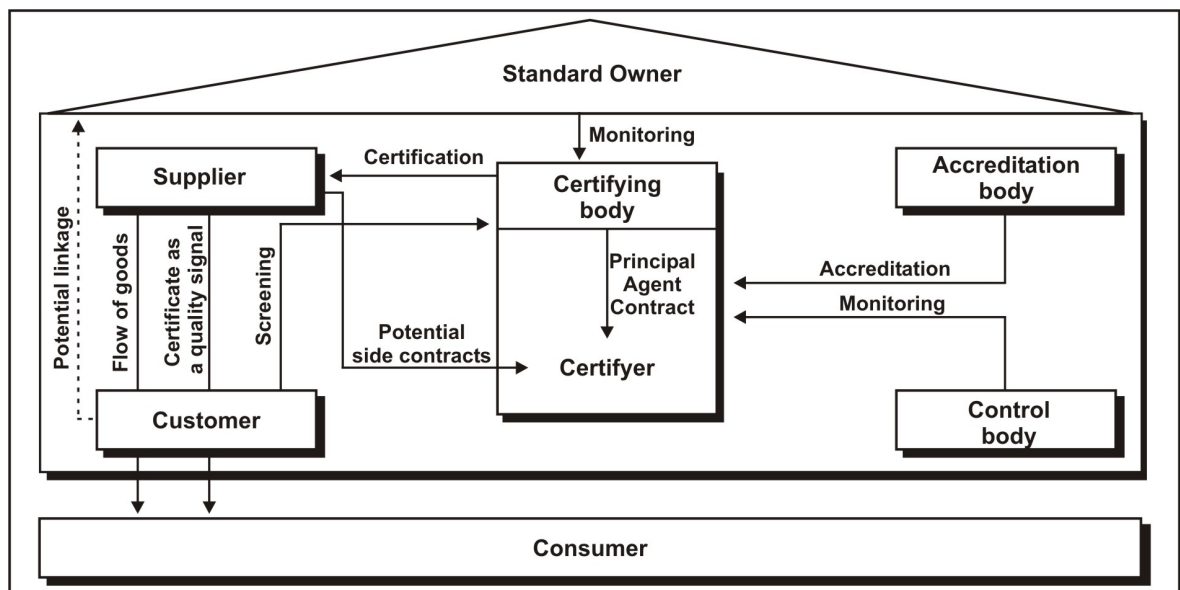 Standard Owner
Monitoring
Certification
Supplier
Certifying
body
Accreditation
body
Potential linkage
Flow of goods
Certificate as
a quality signal
Screening
Principal
Agent
Contract
Accreditation
Monitoring
Potential
side contracts
Certifyer
Customer
Control
body
Consumer